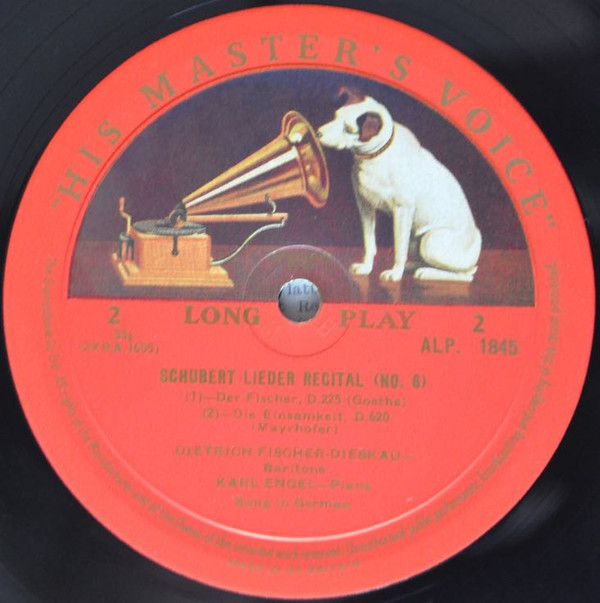 "HIS MASTER'S VOICE"
2 LONG PLAY 2
ALP. 1845
SCHUBERT LIEDER RECITAL (NO. 6)
(1)—Der Fischer, D.225 (Goethe)
(2)—Die Einsamkeit, D.620
(Mayrhofer)
DIETRICH FISCHER-DIESKAU—
Baritone
KARL ENGEL—Piano
Sung in German